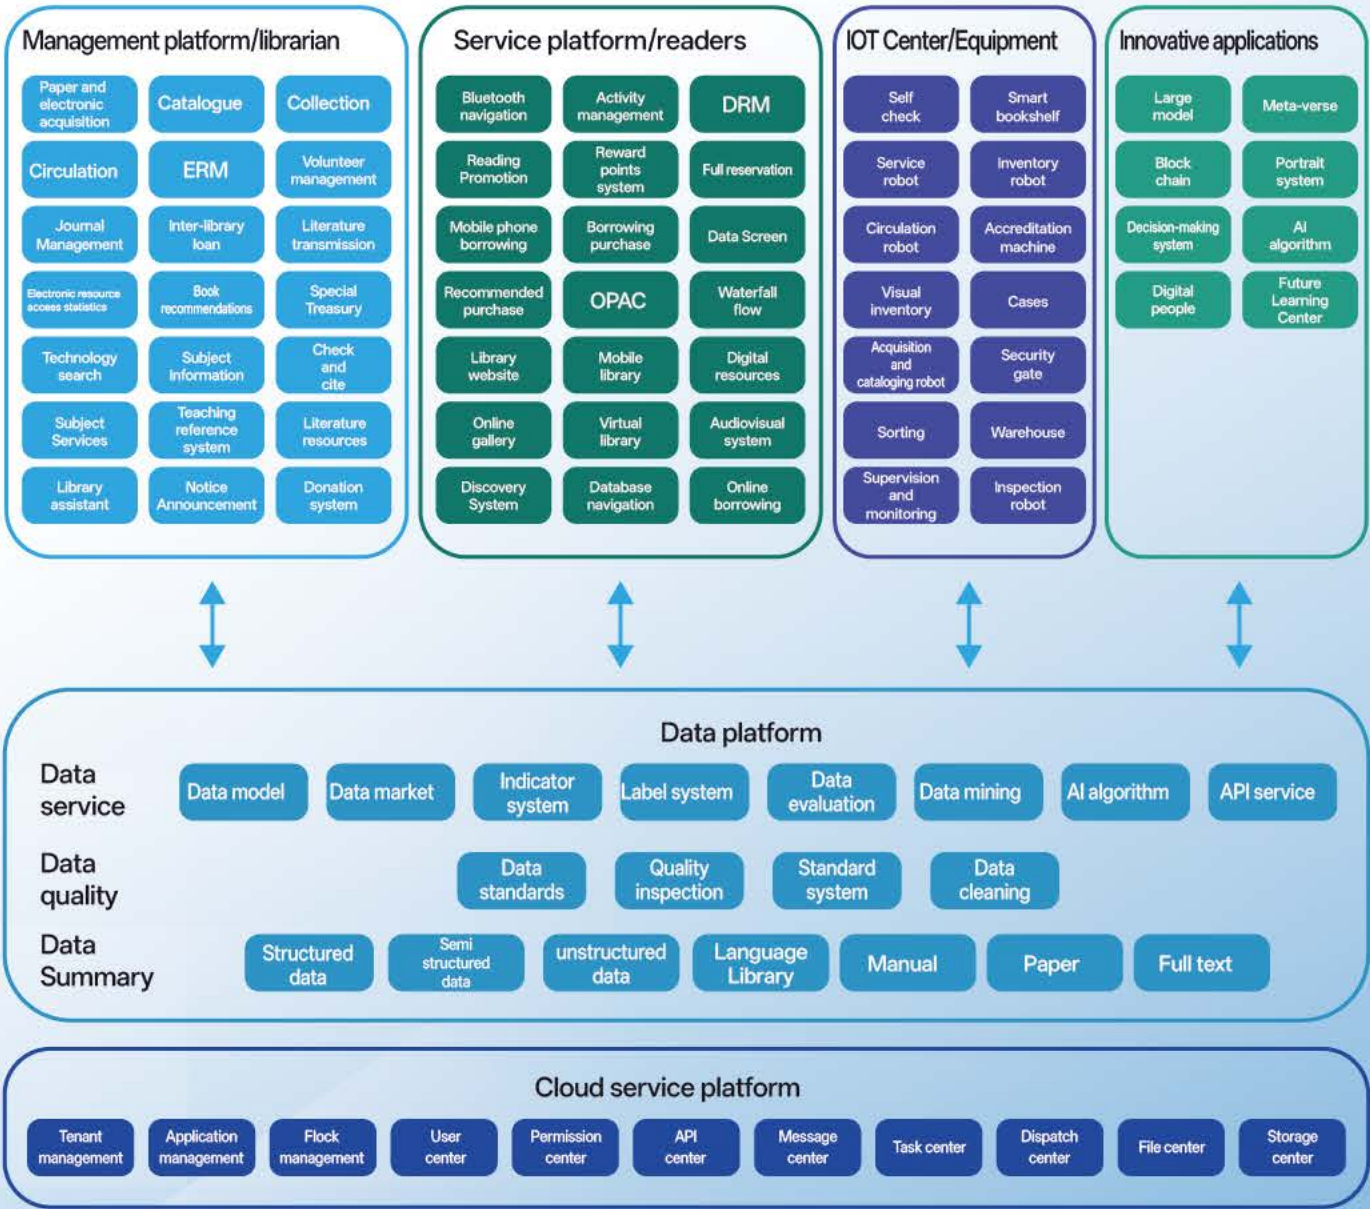 Management platform/librarian
Paper and
electronic
acquisition
Catalogue
Collection
Circulation
ERM
Volunteer
management
Journal
Management
Inter-library
loan
Literature
transmission
Electronic resource
access statistics
Book
recommendations
Special
Treasury
Technology
search
Subject
Information
Check
and
cite
Subject
Services
Teaching
reference
system
Literature
resources
Library
assistant
Notice
Announcement
Donation
system
Service platform/readers
Bluetooth
navigation
Activity
management
DRM
Reading
Promotion
Reward
points
system
Full reservation
Mobile phone
borrowing
Borrowing
purchase
Data Screen
Recommended
purchase
OPAC
Waterfall
flow
Library
website
Mobile
library
Digital
resources
Online
gallery
Virtual
library
Audiovisual
system
Discovery
System
Database
navigation
Online
borrowing
IOT Center/Equipment
Self
check
Smart
bookshelf
Service
robot
Inventory
robot
Circulation
robot
Accreditation
machine
Visual
inventory
Cases
Acquisition
and
cataloging robot
Security
gate
Sorting
Warehouse
Supervision
and
monitoring
Inspection
robot
Innovative applications
Large
model
Meta-verse
Block
chain
Portrait
system
Decision-making
system
AI
algorithm
Digital
people
Future
Learning
Center
Data platform
Data
service
Data model
Data market
Indicator
system
Label system
Data
evaluation
Data mining
AI algorithm
API service
Data
quality
Data
standards
Quality
inspection
Standard
system
Data
cleaning
Data
Summary
Structured
data
Semi
structured
data
unstructured
data
Language
Library
Manual
Paper
Full text
Cloud service platform
Tenant
management
Application
management
Flock
management
User
center
Permission
center
API
center
Message
center
Task center
Dispatch
center
File center
Storage
center